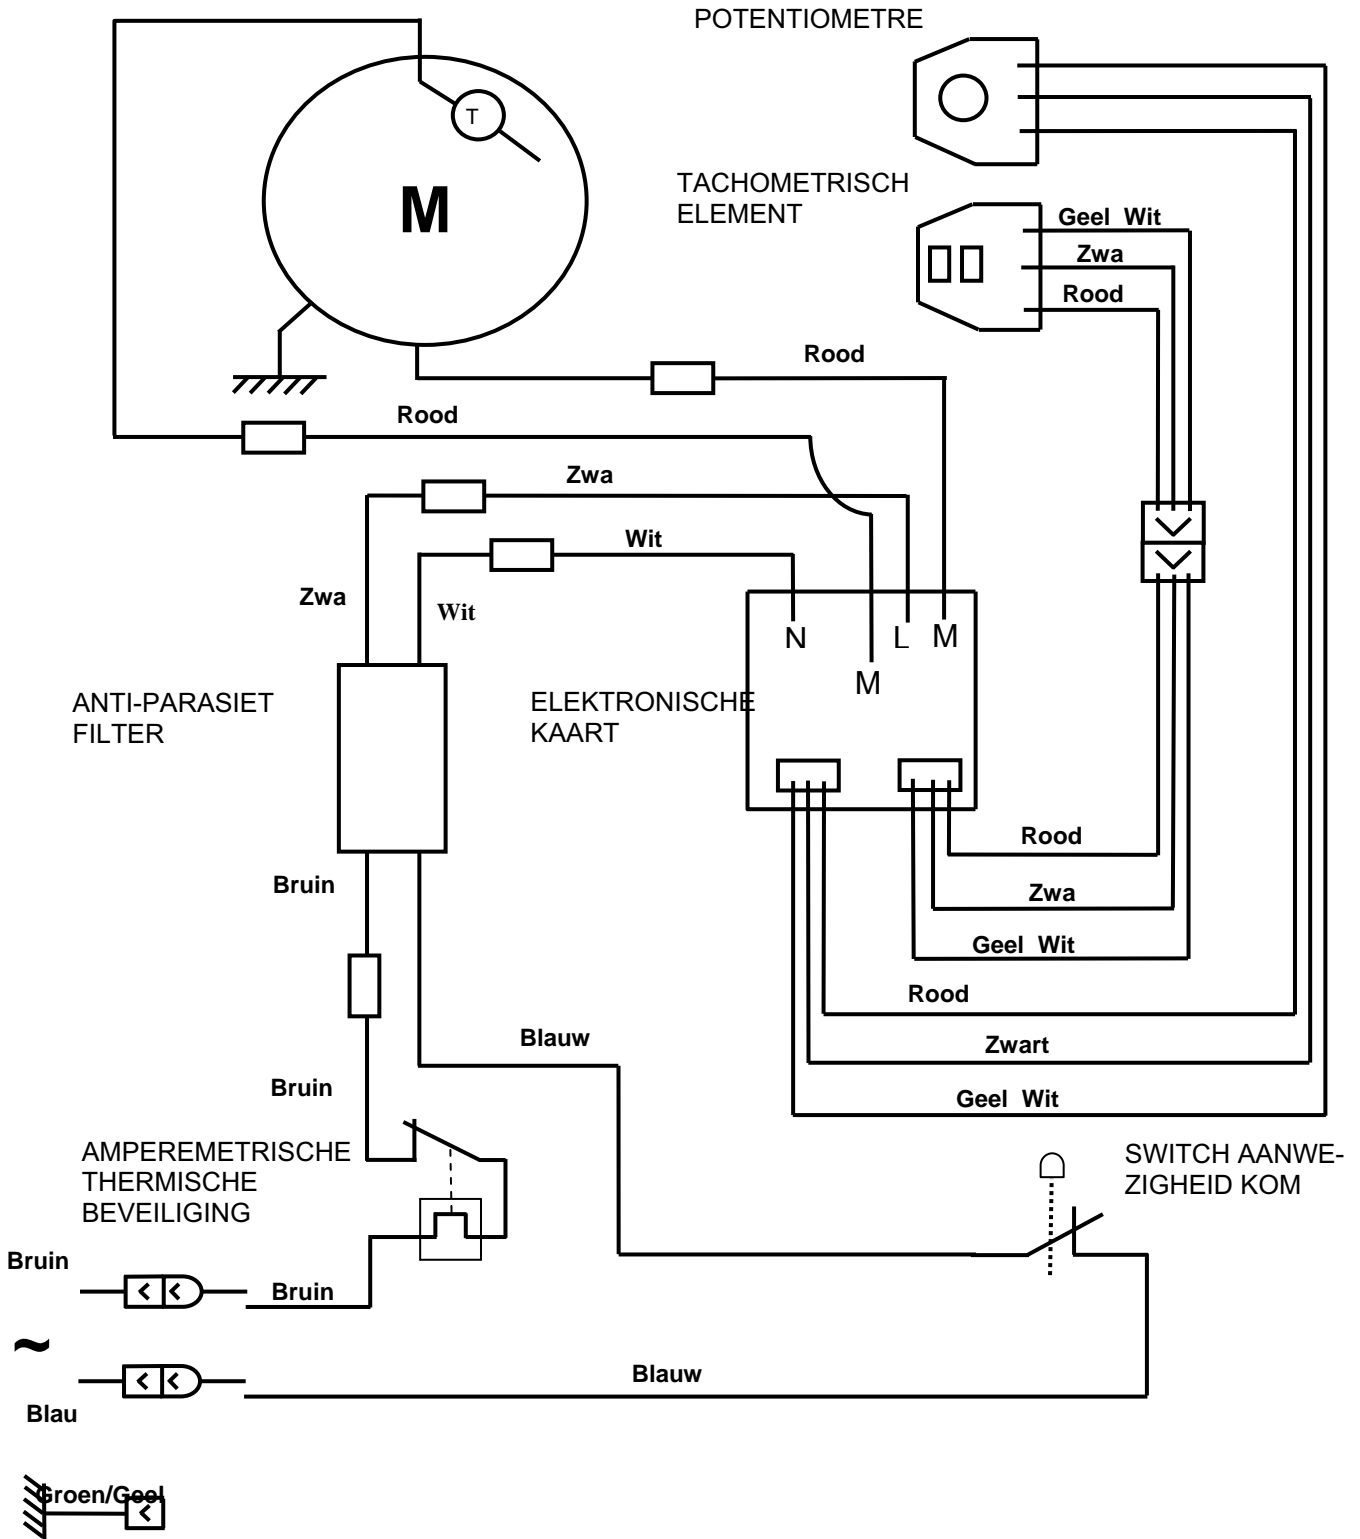 POTENTIOMETRE
T
M
TACHOMETRISCH
ELEMENT
Geel Wit
Zwa
Rood
Rood
Rood
Zwa
Wit
Zwa
Wit
N
L
M
M
ANTI-PARASIET
FILTER
ELEKTRONISCHE
KAART
Rood
Bruin
Zwa
Geel Wit
Rood
Blauw
Zwart
Bruin
Geel Wit
AMPEREMETRISCHE
THERMISCHE
BEVEILIGING
SWITCH AANWE-
ZIGHEID KOM
Bruin
Bruin
~
Blauw
Blau
Groen/Geel